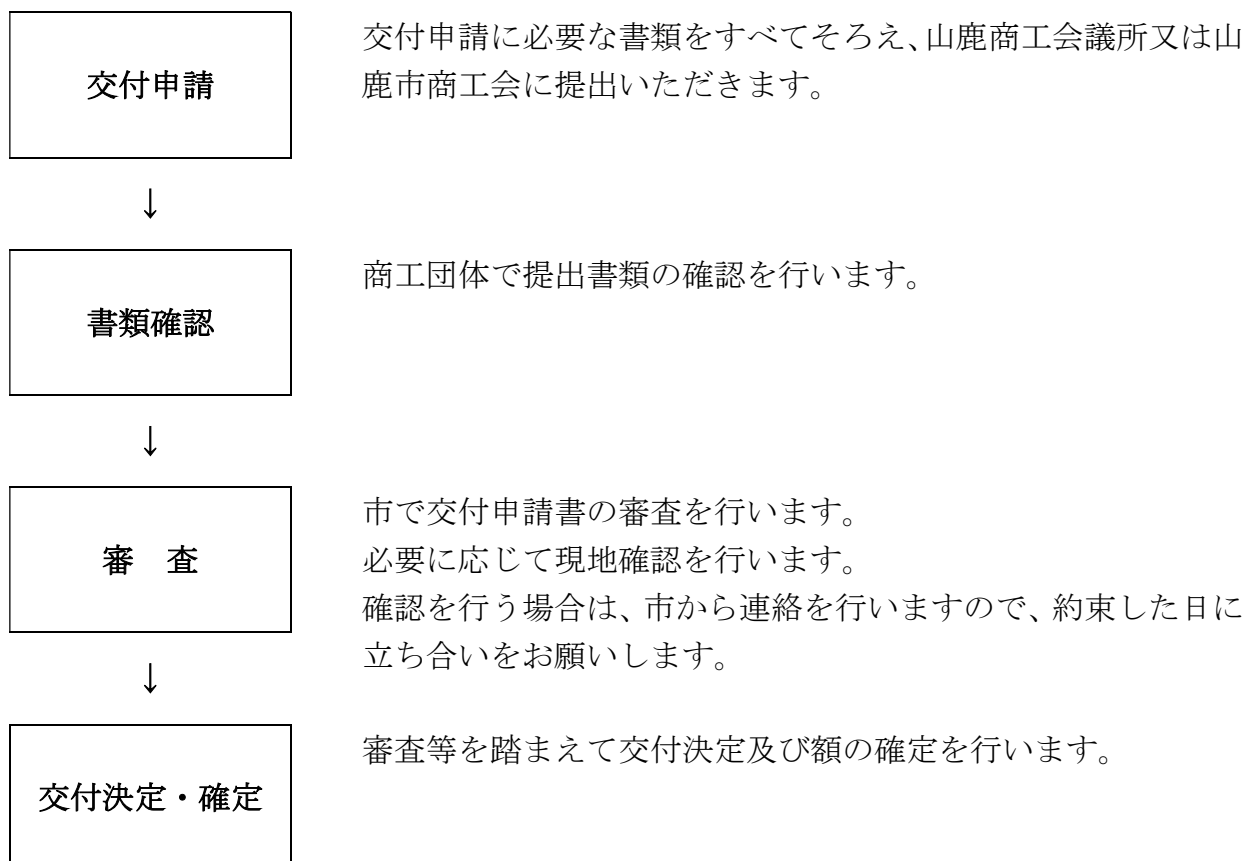 交付申請
交付申請に必要な書類をすべてそろえ、山鹿商工会議所又は山
鹿市商工会に提出いただきます。
↓
書類確認
商工団体で提出書類の確認を行います。
↓
審　査
市で交付申請書の審査を行います。
必要に応じて現地確認を行います。
確認を行う場合は、市から連絡を行いますので、約束した日に
立ち合いをお願いします。
↓
交付決定・確定
審査等を踏まえて交付決定及び額の確定を行います。